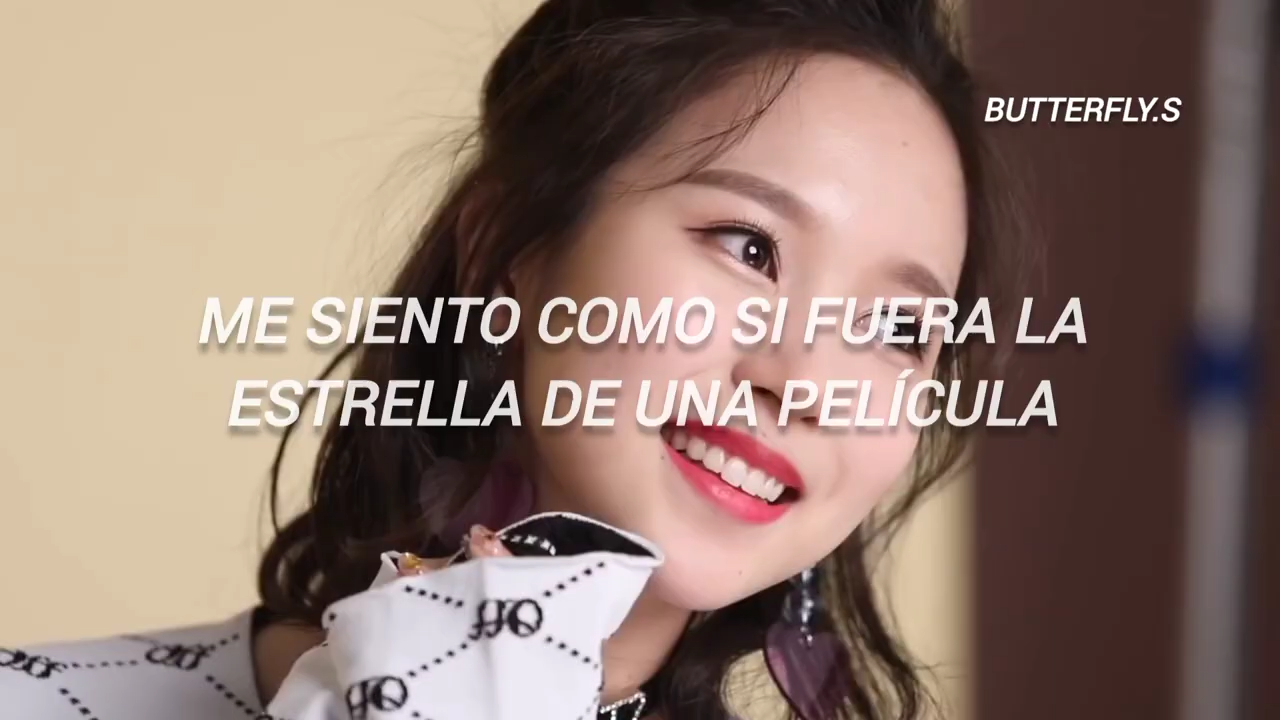 BUTTERFLY.S
ME SIENTO COMO SI FUERA LA
ESTRELLA DE UNA PELÍCULA